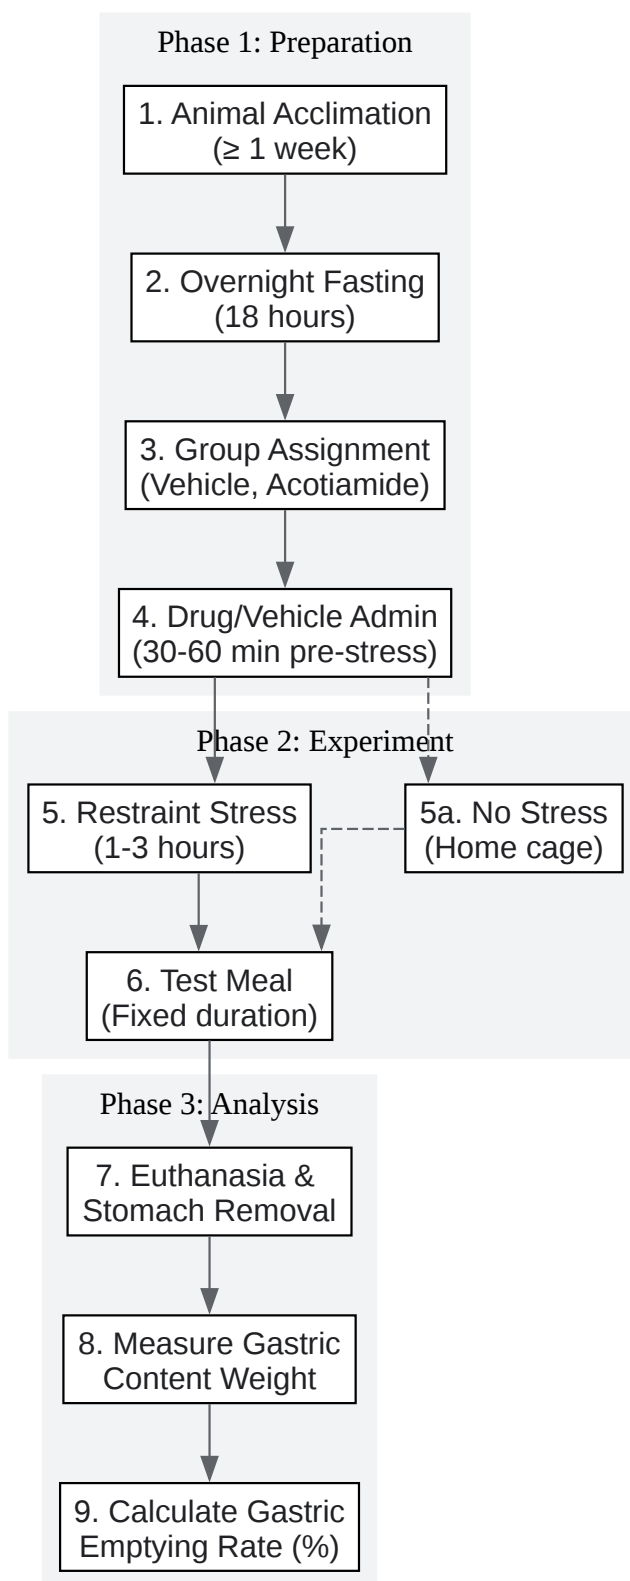 Phase 1: Preparation
1. Animal Acclimation
(≥ 1 week)
2. Overnight Fasting
(18 hours)
3. Group Assignment
(Vehicle, Acotiamide)
4. Drug/Vehicle Admin
(30-60 min pre-stress)
Phase 2: Experiment
5. Restraint Stress
(1-3 hours)
5a. No Stress
(Home cage)
6. Test Meal
(Fixed duration)
Phase 3: Analysis
7. Euthanasia &
Stomach Removal
8. Measure Gastric
Content Weight
9. Calculate Gastric
Emptying Rate (%)